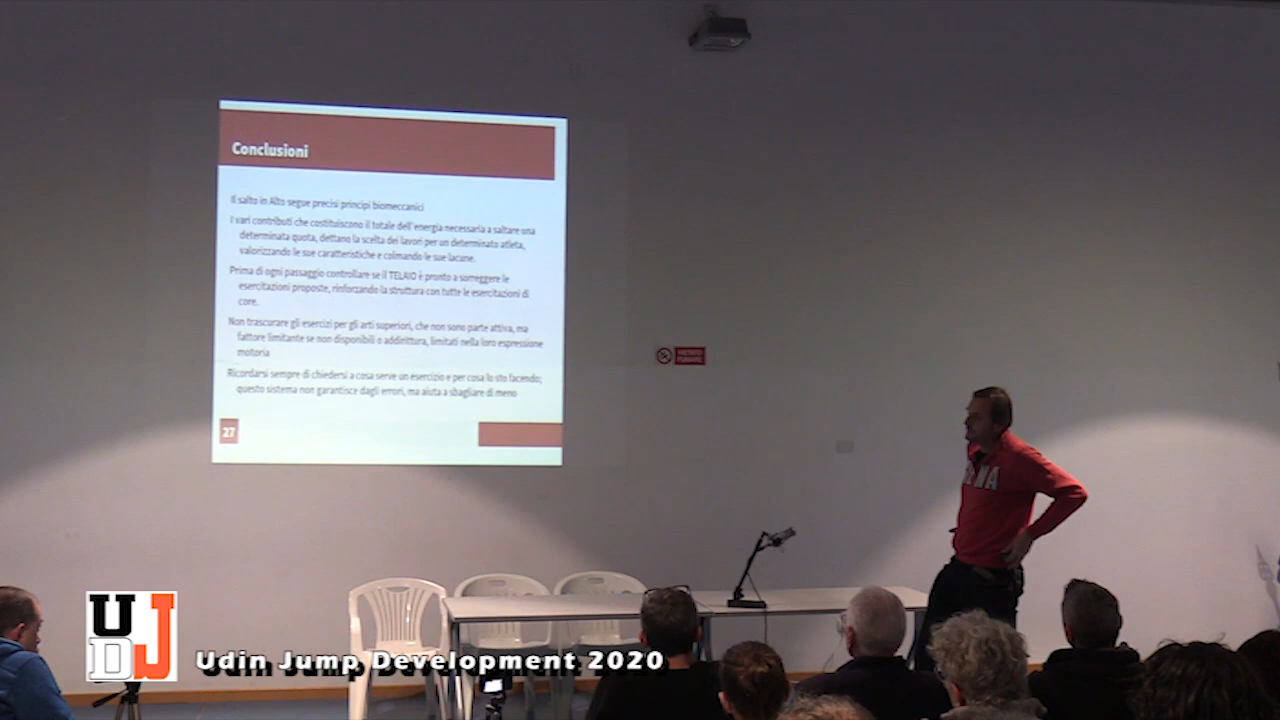 Conclusioni
Il salto in Alto segue precisi principi biomeccanici
I vari contributi che costituiscono il totale dell'energia necessaria a saltare una
determinata quota, dettano la scelta dei lavori per un determinato atleta,
valorizzando le sue caratteristiche e colmando le sue lacune.
Prima di ogni passaggio controllare se il TELAIO è pronto a sorreggere le
esercitazioni proposte, rinforzando la struttura con tutte le esercitazioni di
core.
Non trascurare gli esercizi per gli arti superiori, che non sono parte attiva, ma
fattore limitante se non disponibili o addirittura, limitati nella loro espressione
motoria
Ricordarsi sempre di chiedersi a cosa serve un esercizio e per cosa lo sto facendo;
questo sistema non garantisce dagli errori, ma aiuta a sbagliare di meno
27
VIETATO
FUMARE
UDJ
Udin Jump Development 2020